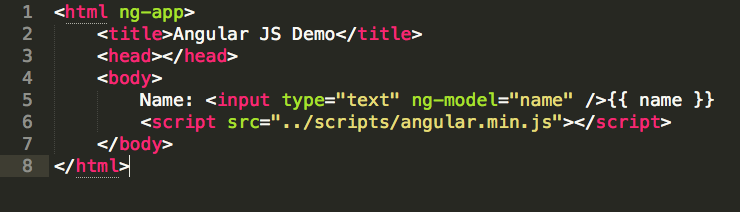 1 <html ng-app>
2     <title>Angular JS Demo</title>
3     <head></head>
4     <body>
5         Name: <input type="text" ng-model="name" />{{ name }}
6         <script src="../scripts/angular.min.js"></script>
7     </body>
8 </html>